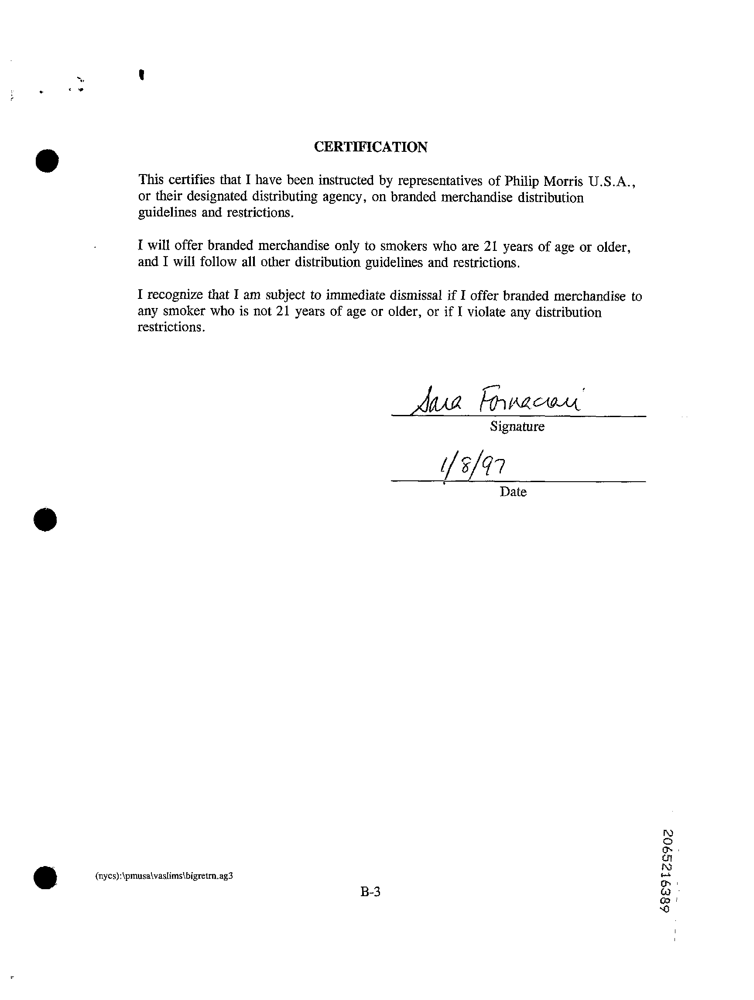 CERTIFICATION
This certifies that I have been instructed by representatives of Philip Morris U.S.A.,
or their designated distributing agency, on branded merchandise distribution
guidelines and restrictions.
I will offer branded merchandise only to smokers who are 21 years of age or older,
and I will follow all other distribution guidelines and restrictions.
I recognize that I am subject to immediate dismissal if I offer branded merchandise to
any smoker who is not 21 years of age or older, or if I violate any distribution
restrictions.
Sara Fornaciari
Signature
1/8/97
Date
(nycs):\pmusa\vaslims\bigretrn.ag3
B-3
2065216389